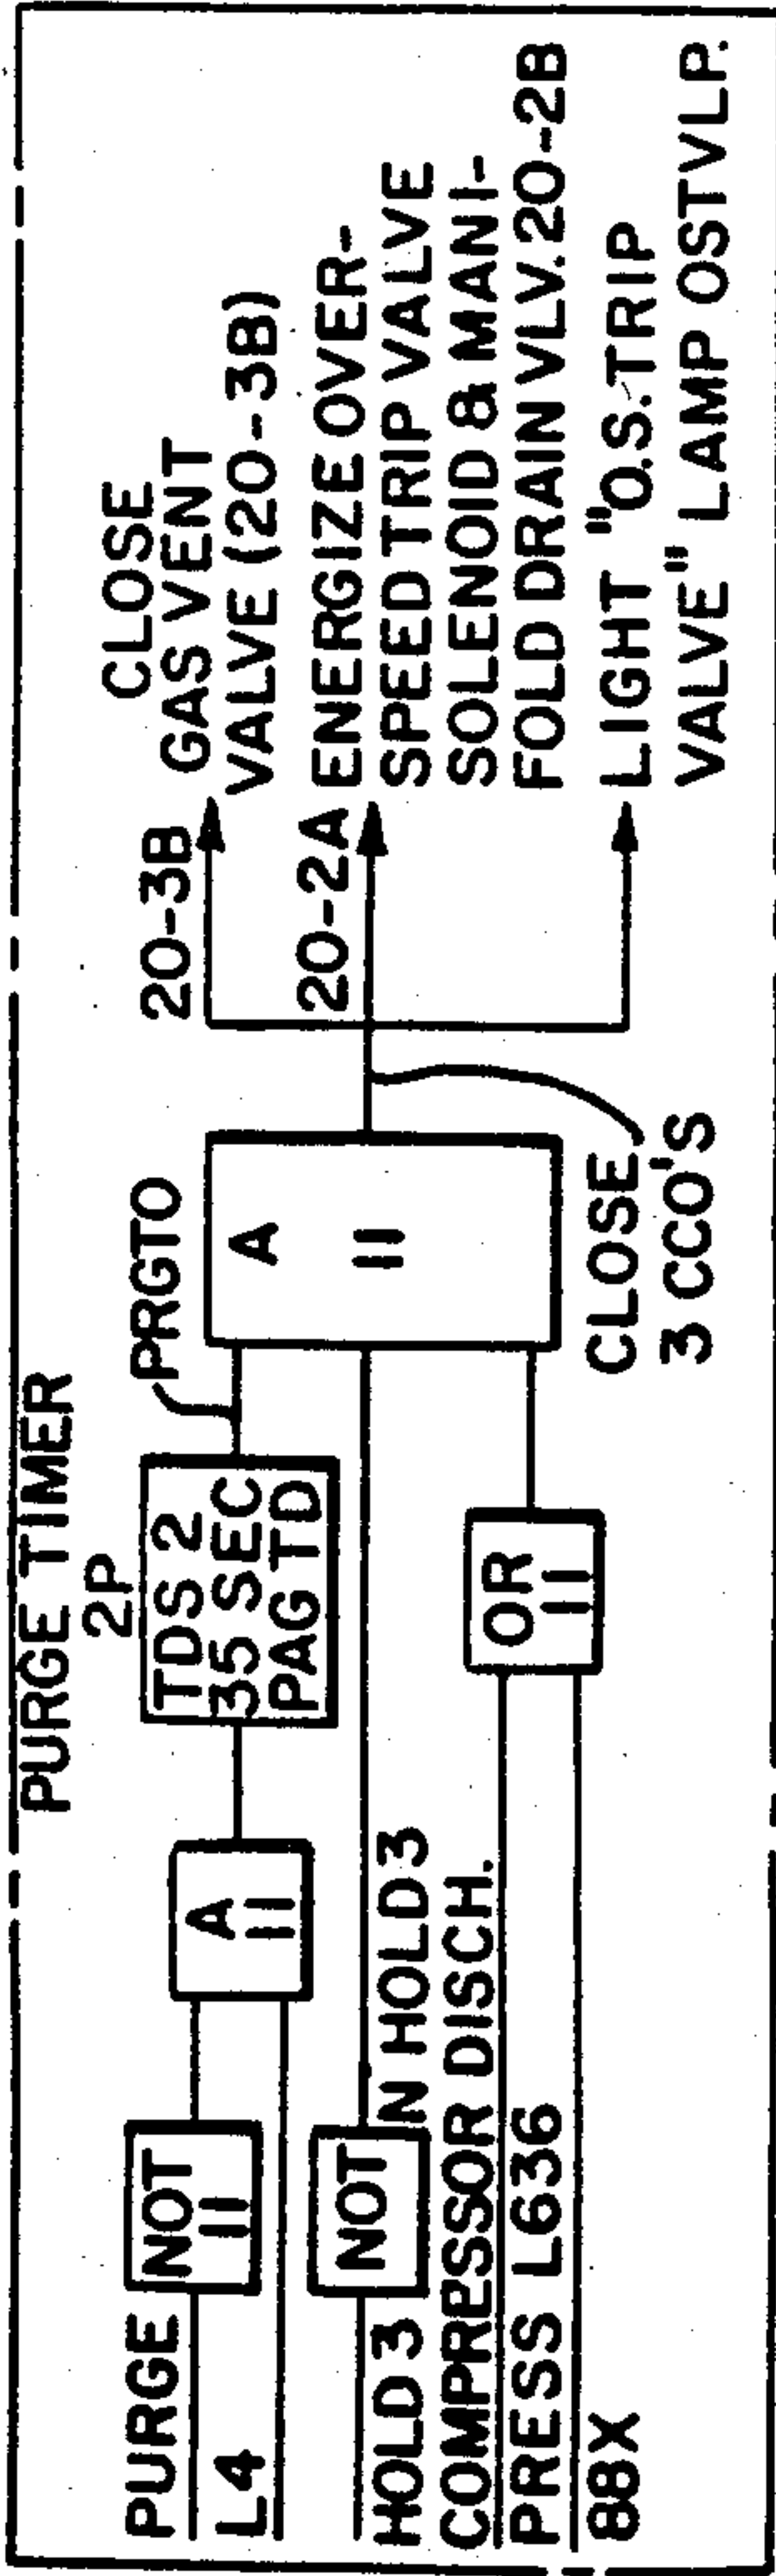 PURGE TIMER
2P
PURGE
NOT
11
L4
A
11
TDS 2
35 SEC
PAG TD
PRGTO
HOLD 3
NOT
N HOLD 3
COMPRESSOR DISCH.
PRESS L636
88X
OR
11
A
11
CLOSE
3 CCO'S
20-3B
CLOSE
GAS VENT
VALVE (20-3B)
20-2A
ENERGIZE OVER-
SPEED TRIP VALVE
SOLENOID & MANI-
FOLD DRAIN VLV. 20-2B
LIGHT "O.S. TRIP
VALVE" LAMP OSTVLP.